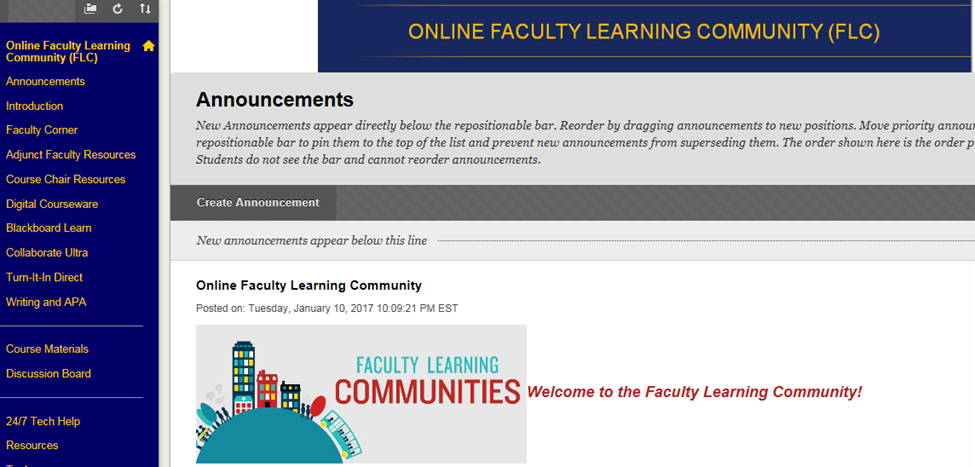 Online Faculty Learning
Community (FLC)
Announcements
Introduction
Faculty Corner
Adjunct Faculty Resources
Course Chair Resources
Digital Courseware
Blackboard Learn
Collaborate Ultra
Turn-It-In Direct
Writing and APA
Course Materials
Discussion Board
24/7 Tech Help
Resources
ONLINE FACULTY LEARNING COMMUNITY (FLC)
Announcements
New Announcements appear directly below the repositionable bar. Reorder by dragging announcements to new positions. Move priority
repositionable bar to pin them to the top of the list and prevent new announcements from superseding them. The order shown here is the order
Students do not see the bar and cannot reorder announcements.
Create Announcement
New announcements appear below this line
Online Faculty Learning Community
Posted on: Tuesday, January 10, 2017 10:09:21 PM EST
FACULTY LEARNING
COMMUNITIES
Welcome to the Faculty Learning Community!